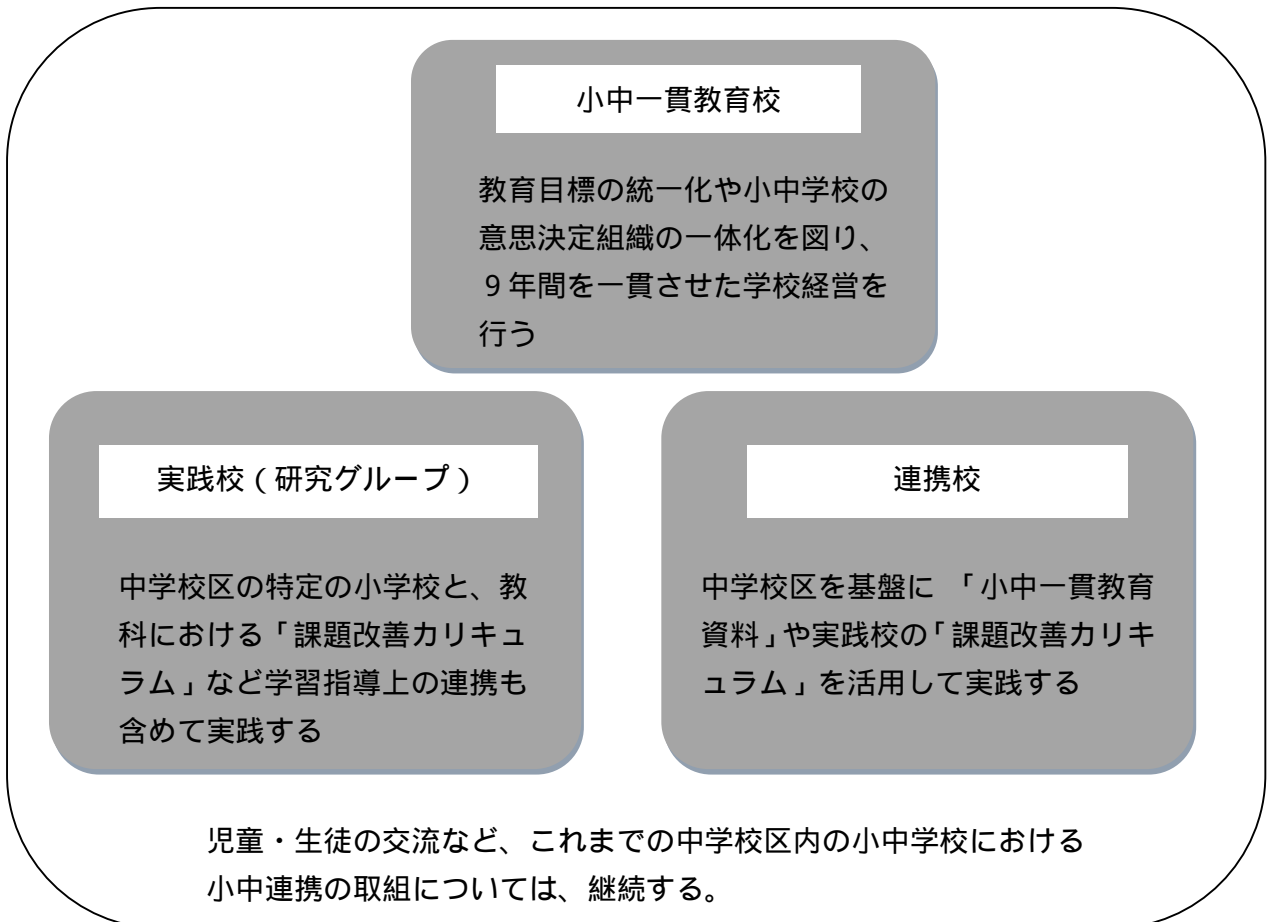 小中一貫教育校
教育目標の統一化や小中学校の
意思決定組織の一体化を図り、
９年間を一貫させた学校経営を
行う
実践校（研究グループ）
中学校区の特定の小学校と、教
科における「課題改善カリキュ
ラム」など学習指導上の連携も
含めて実践する
連携校
中学校区を基盤に 「小中一貫教育
資料」や実践校の「課題改善カリキ
ュラム」を活用して実践する
児童・生徒の交流など、これまでの中学校区内の小中学校における
小中連携の取組については、継続する。